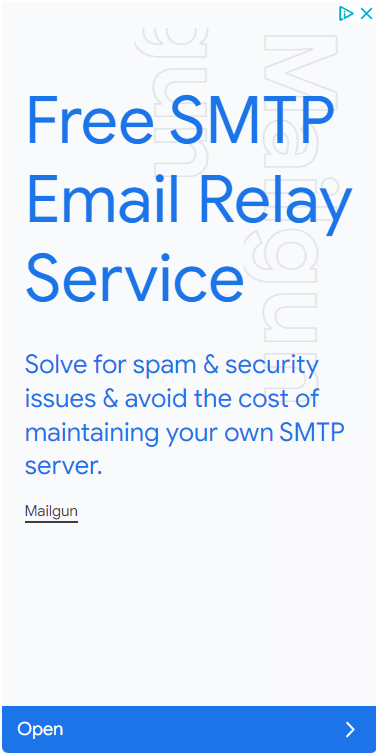 Free SMTP
Email Relay
Service
Mailgun
gun
Solve for spam & security
issues & avoid the cost of
maintaining your own SMTP
server.
Mailgun
Open